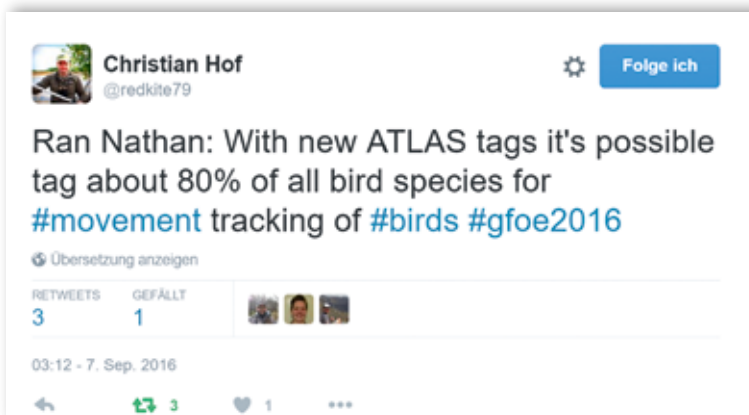 Christian Hof
@redkite79
Folge ich
Ran Nathan: With new ATLAS tags it's possible
tag about 80% of all bird species for
#movement tracking of #birds #gfoe2016
Übersetzung anzeigen
RETWEETS GEFÄLLT
3 1
03:12 - 7. Sep. 2016
3 1